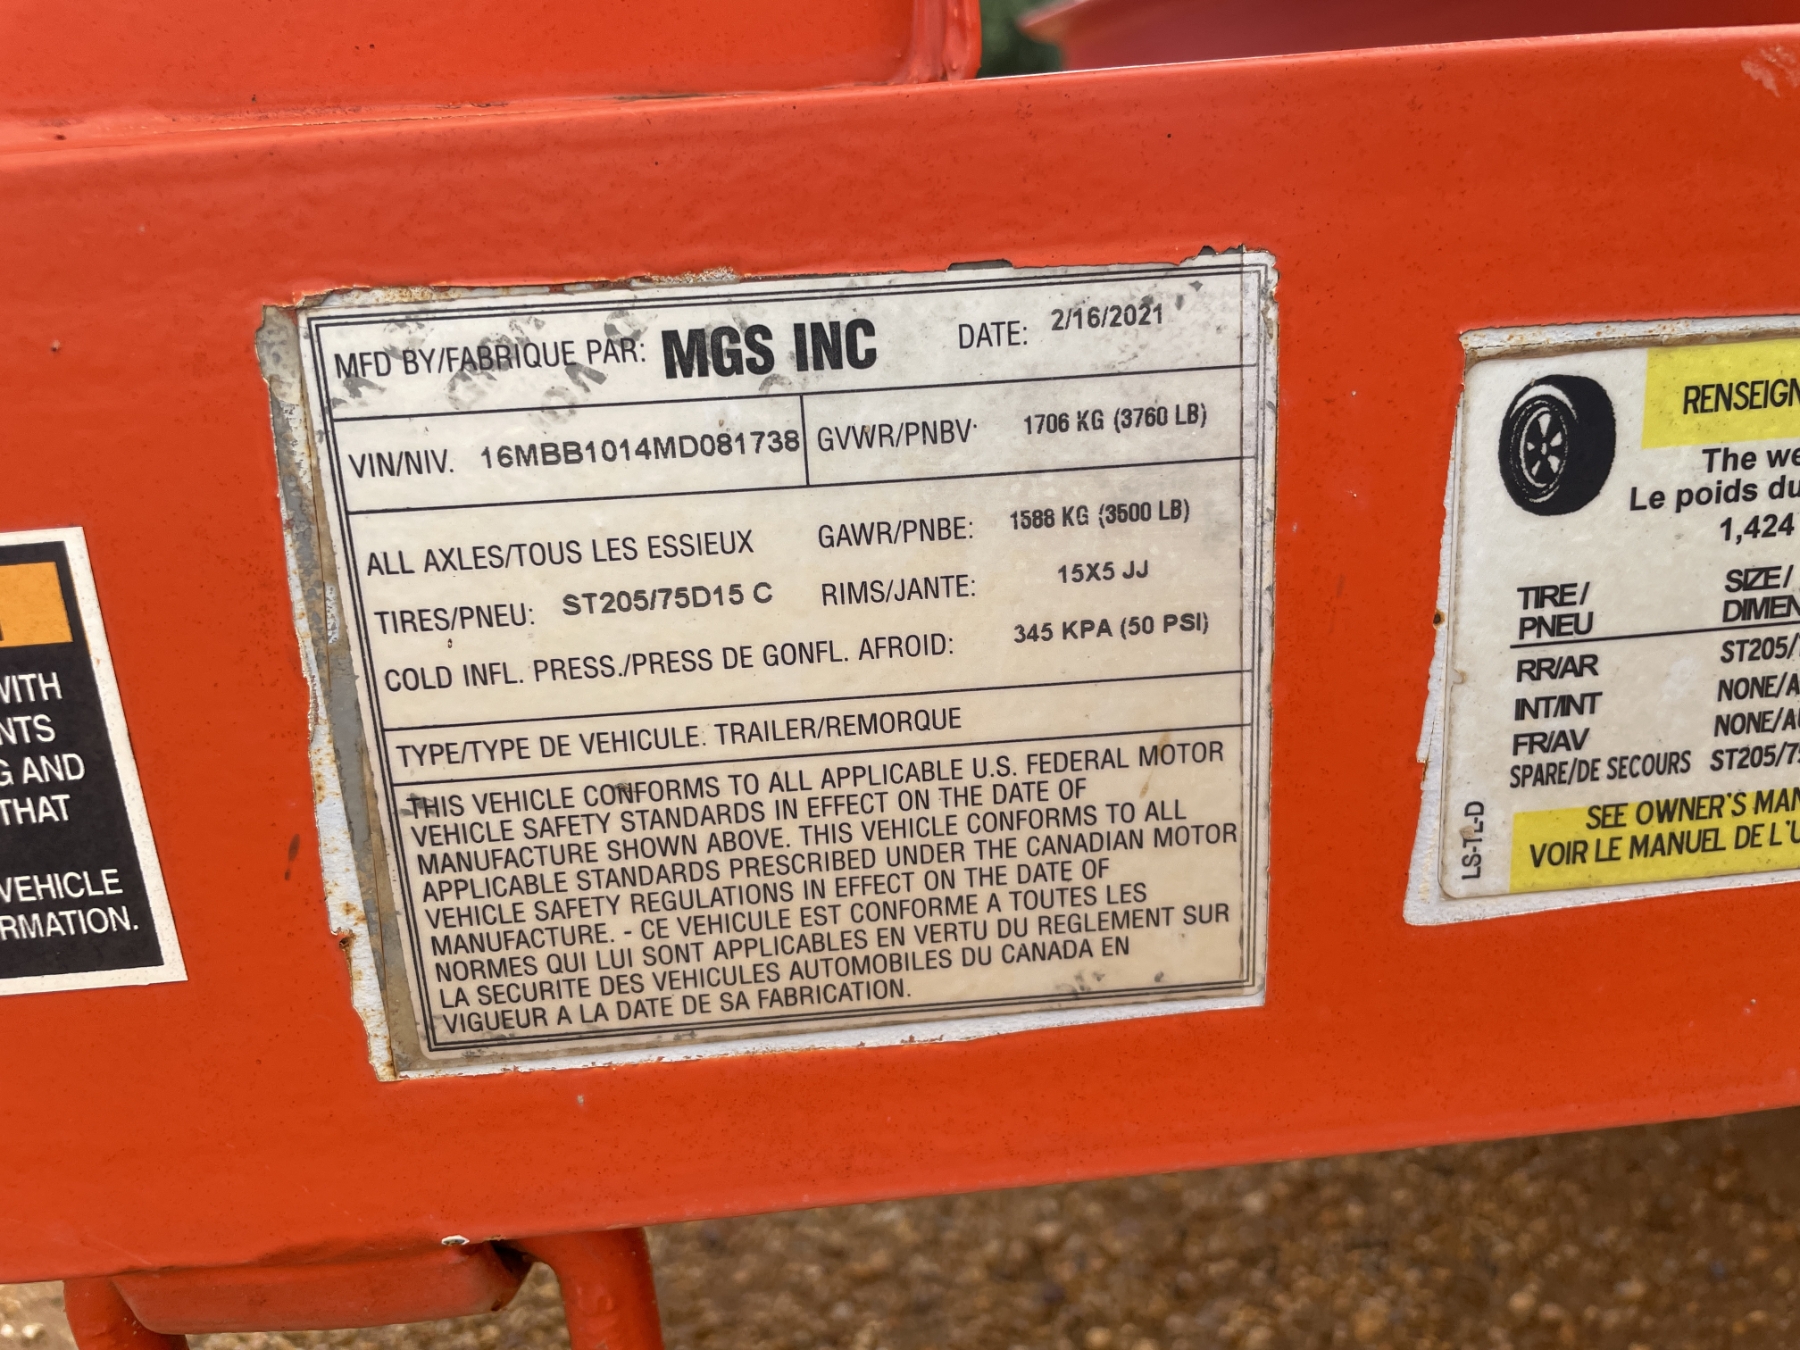 MFD BY/FABRIQUE PAR: MGS INC DATE: 2/16/2021
VIN/NIV. 16MBB1014MD081738 GVWR/PNBV: 1706 KG (3760 LB)
ALL AXLES/TOUS LES ESSIEUX GAWR/PNBE: 1588 KG (3500 LB)
TIRES/PNEU: ST205/75D15 C RIMS/JANTE: 15X5 JJ
COLD INFL. PRESS./PRESS DE GONFL. AFROID: 345 KPA (50 PSI)
TYPE/TYPE DE VEHICULE: TRAILER/REMORQUE
THIS VEHICLE CONFORMS TO ALL APPLICABLE U.S. FEDERAL MOTOR
VEHICLE SAFETY STANDARDS IN EFFECT ON THE DATE OF
MANUFACTURE SHOWN ABOVE. THIS VEHICLE CONFORMS TO ALL
APPLICABLE STANDARDS PRESCRIBED UNDER THE CANADIAN MOTOR
VEHICLE SAFETY REGULATIONS IN EFFECT ON THE DATE OF
MANUFACTURE. - CE VEHICULE EST CONFORME A TOUTES LES
NORMES QUI LUI SONT APPLICABLES EN VERTU DU REGLEMENT SUR
LA SECURITE DES VEHICULES AUTOMOBILES DU CANADA EN
VIGUEUR A LA DATE DE SA FABRICATION.
WITH
NTS
G AND
THAT
VEHICLE
RMATION.
RENSEIGN
The we
Le poids du
1,424
TIRE/ SIZE/
PNEU DIMEN
RR/AR ST205/
INT/INT NONE/A
FR/AV NONE/AU
SPARE/DE SECOURS ST205/75
SEE OWNER'S MAN
VOIR LE MANUEL DE L'U
LS-TL-D